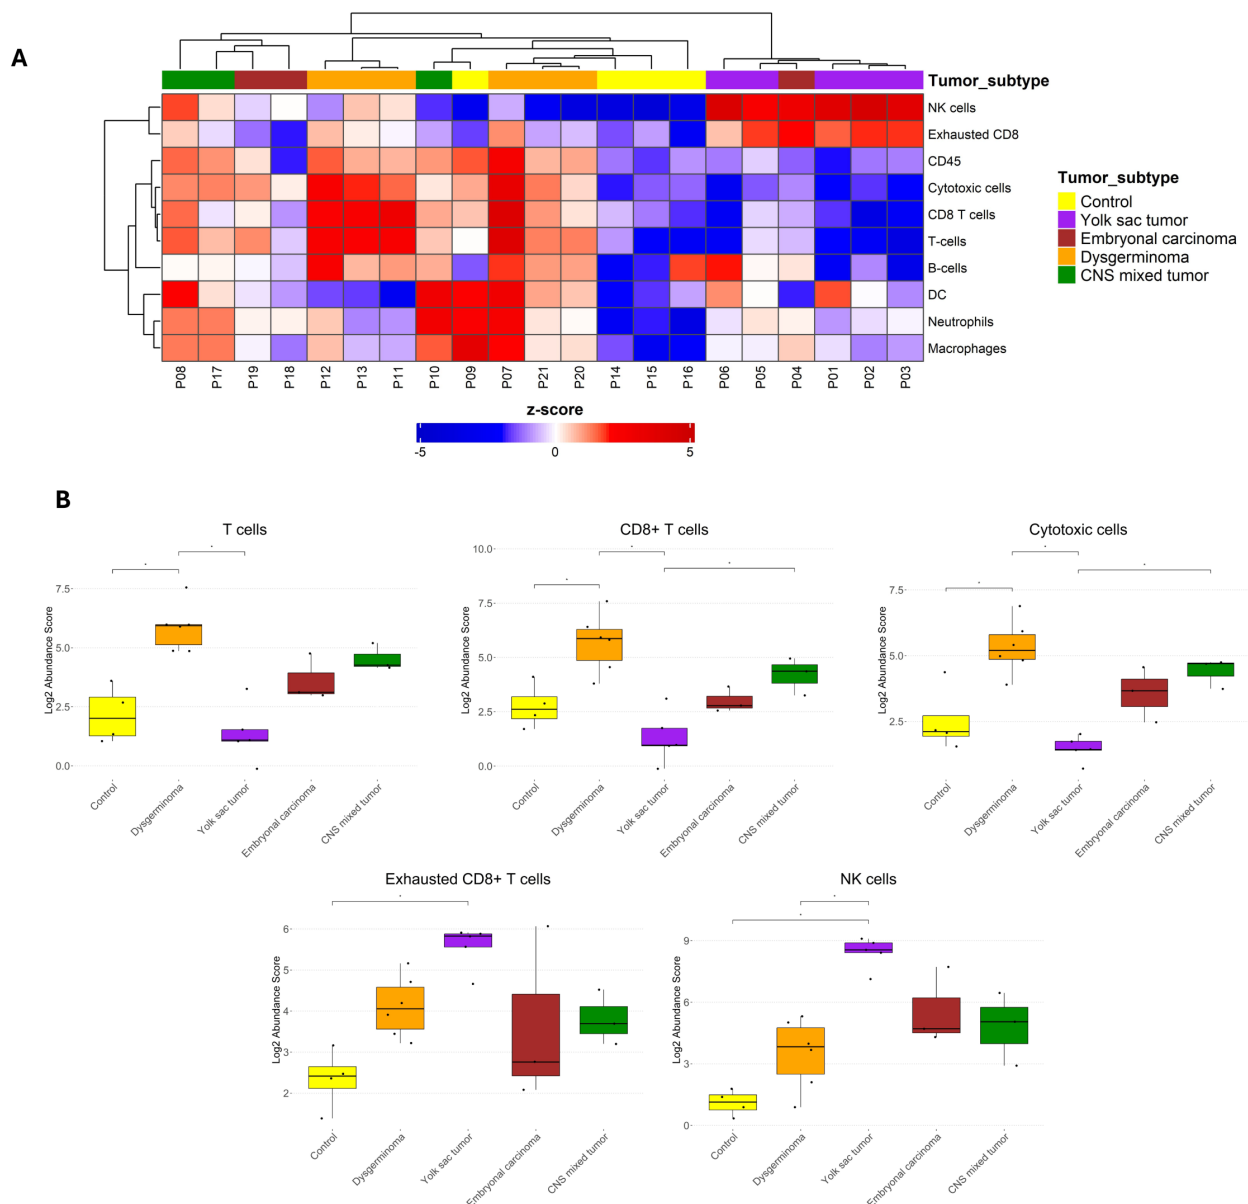 A
Tumor_subtype
NK cells
Exhausted CD8
CD45
Cytotoxic cells
CD8 T cells
T-cells
B-cells
DC
Neutrophils
Macrophages
P08 P17 P19 P18 P12 P13 P11 P10 P09 P07 P21 P20 P14 P15 P16 P06 P05 P04 P01 P02 P03
z-score
-5 0 5
Tumor_subtype
Control
Yolk sac tumor
Embryonal carcinoma
Dysgerminoma
CNS mixed tumor
B
T cells
Log2 Abundance Score
7.5
5.0
2.5
0.0
Control
Dysgerminoma
Yolk sac tumor
Embryonal carcinoma
CNS mixed tumor
CD8+ T cells
Log2 Abundance Score
10.0
7.5
5.0
2.5
0.0
Control
Dysgerminoma
Yolk sac tumor
Embryonal carcinoma
CNS mixed tumor
Cytotoxic cells
Log2 Abundance Score
7.5
5.0
2.5
Control
Dysgerminoma
Yolk sac tumor
Embryonal carcinoma
CNS mixed tumor
Exhausted CD8+ T cells
Log2 Abundance Score
6
5
4
3
2
Control
Dysgerminoma
Yolk sac tumor
Embryonal carcinoma
CNS mixed tumor
NK cells
Log2 Abundance Score
9
6
3
0
Control
Dysgerminoma
Yolk sac tumor
Embryonal carcinoma
CNS mixed tumor